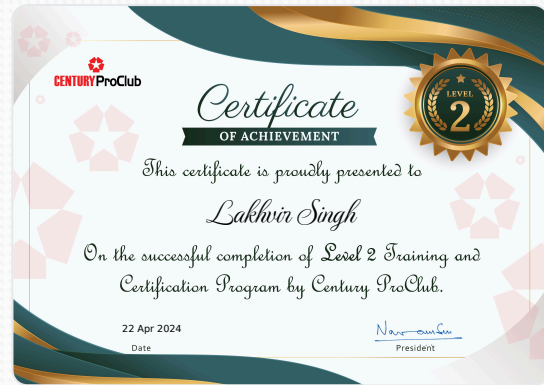 CENTURY ProClub
LEVEL
2
Certificate
OF ACHIEVEMENT
This certificate is proudly presented to
Lakhvir Singh
On the successful completion of Level 2 Training and
Certification Program by Century ProClub.
22 Apr 2024
Date
President